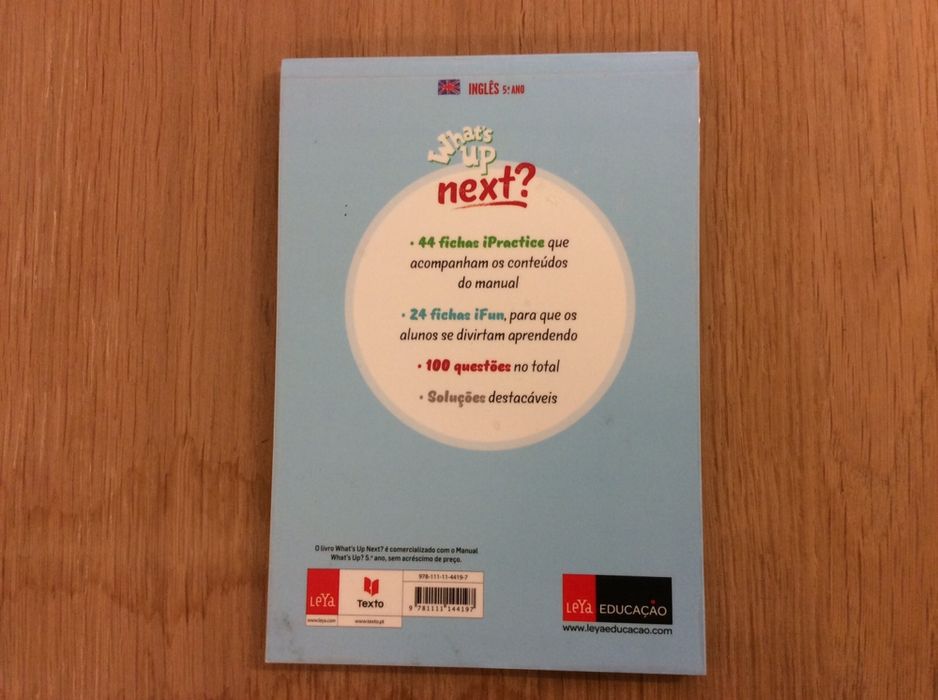 INGLÊS 5.º ANO
What's
up
next?
• 44 fichas iPractice que
acompanham os conteúdos
do manual
• 24 fichas iFun, para que os
alunos se divirtam aprendendo
• 100 questões no total
• Soluções destacáveis
O livro What's Up Next? é comercializado com o Manual
What's Up? 5.º ano, sem acréscimo de preço.
LeYa
www.leya.com
Texto
www.texto.pt
978-111-11-4419-7
9 781111 144197
LeYa EDUCAÇÃO
www.leyaeducacao.com